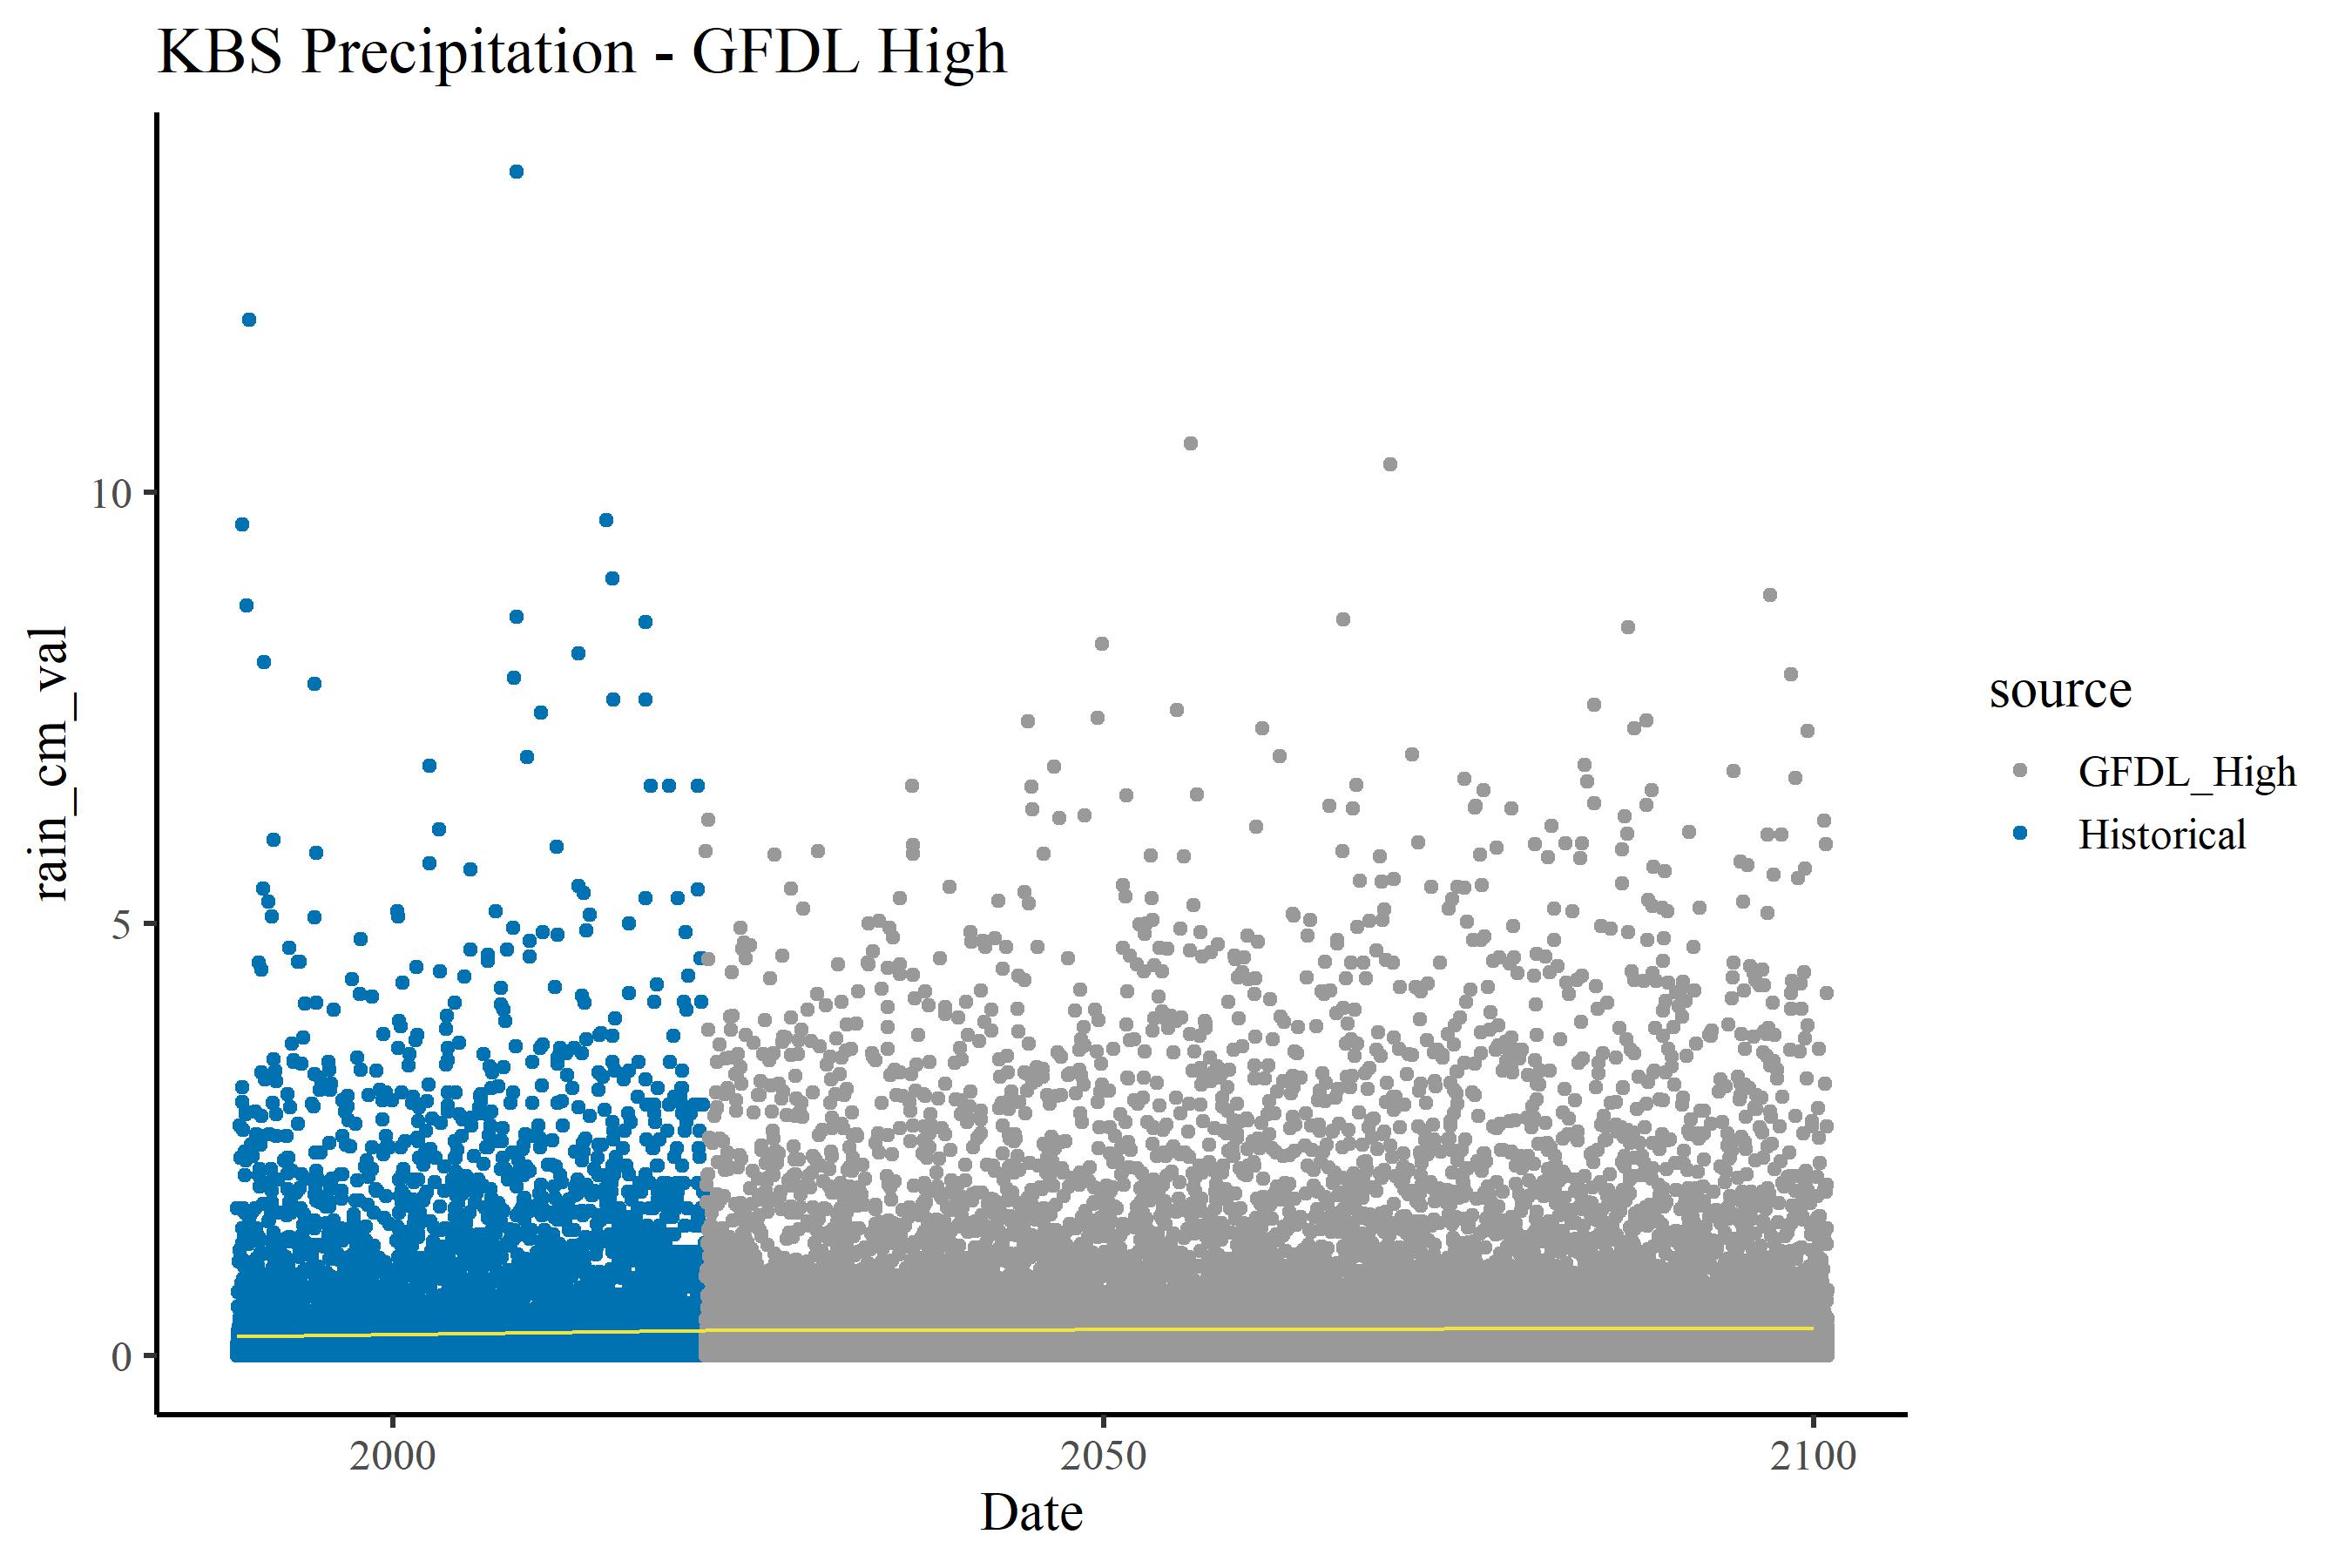 KBS Precipitation - GFDL High
rain_cm_val
10
5
0
2000
2050
2100
Date
source
GFDL_High
Historical